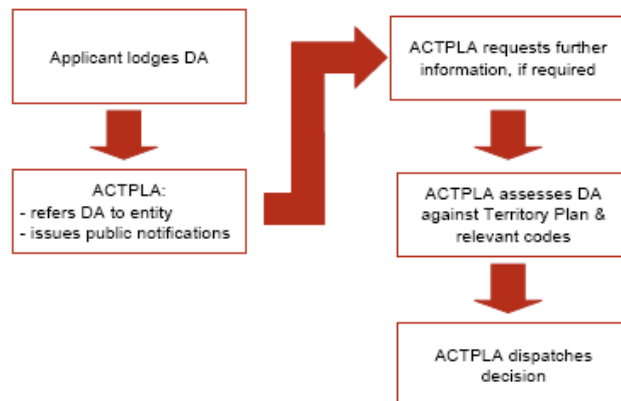 Applicant lodges DA
ACTPLA:
- refers DA to entity
- issues public notifications
ACTPLA requests further
information, if required
ACTPLA assesses DA
against Territory Plan &
relevant codes
ACTPLA dispatches
decision